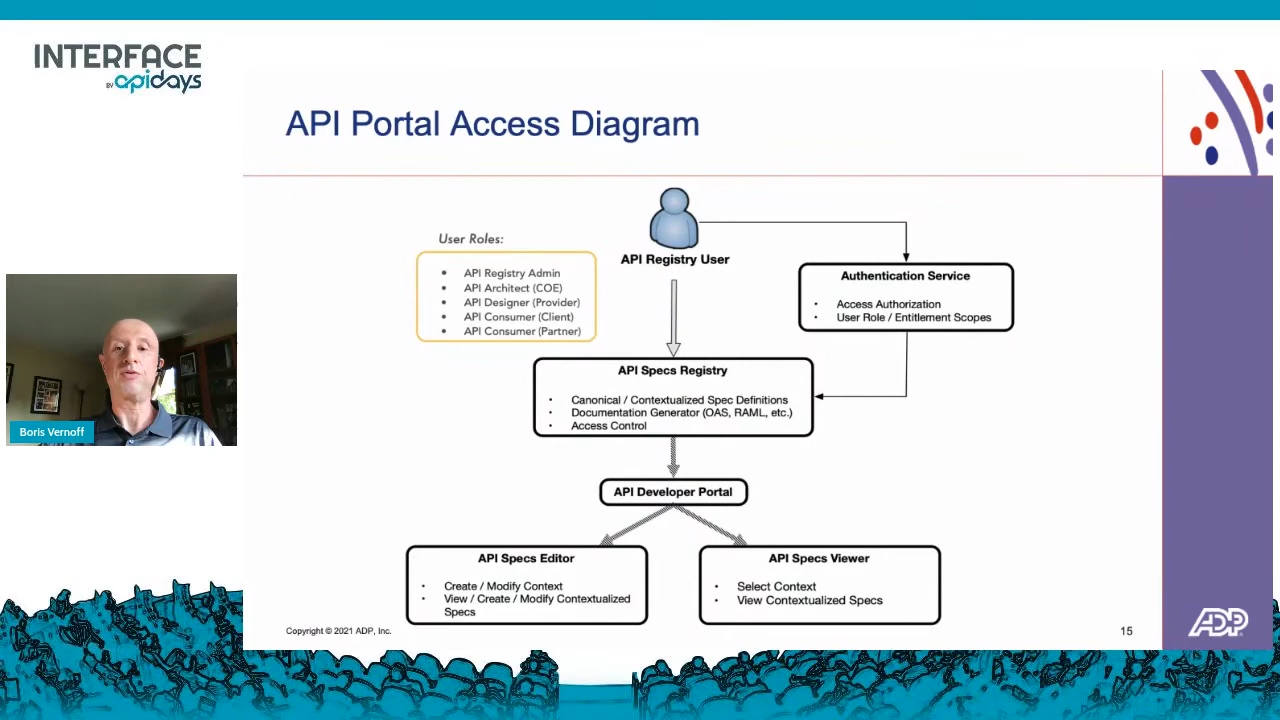 INTERFACE
BY apidays
API Portal Access Diagram
User Roles:
• API Registry Admin
• API Architect (COE)
• API Designer (Provider)
• API Consumer (Client)
• API Consumer (Partner)
API Registry User
Authentication Service
• Access Authorization
• User Role / Entitlement Scopes
API Specs Registry
• Canonical / Contextualized Spec Definitions
• Documentation Generator (OAS, RAML, etc.)
• Access Control
Boris Vernoff
API Developer Portal
API Specs Editor
• Create / Modify Context
• View / Create / Modify Contextualized
Specs
API Specs Viewer
• Select Context
• View Contextualized Specs
Copyright © 2021 ADP, Inc.
15
ADP